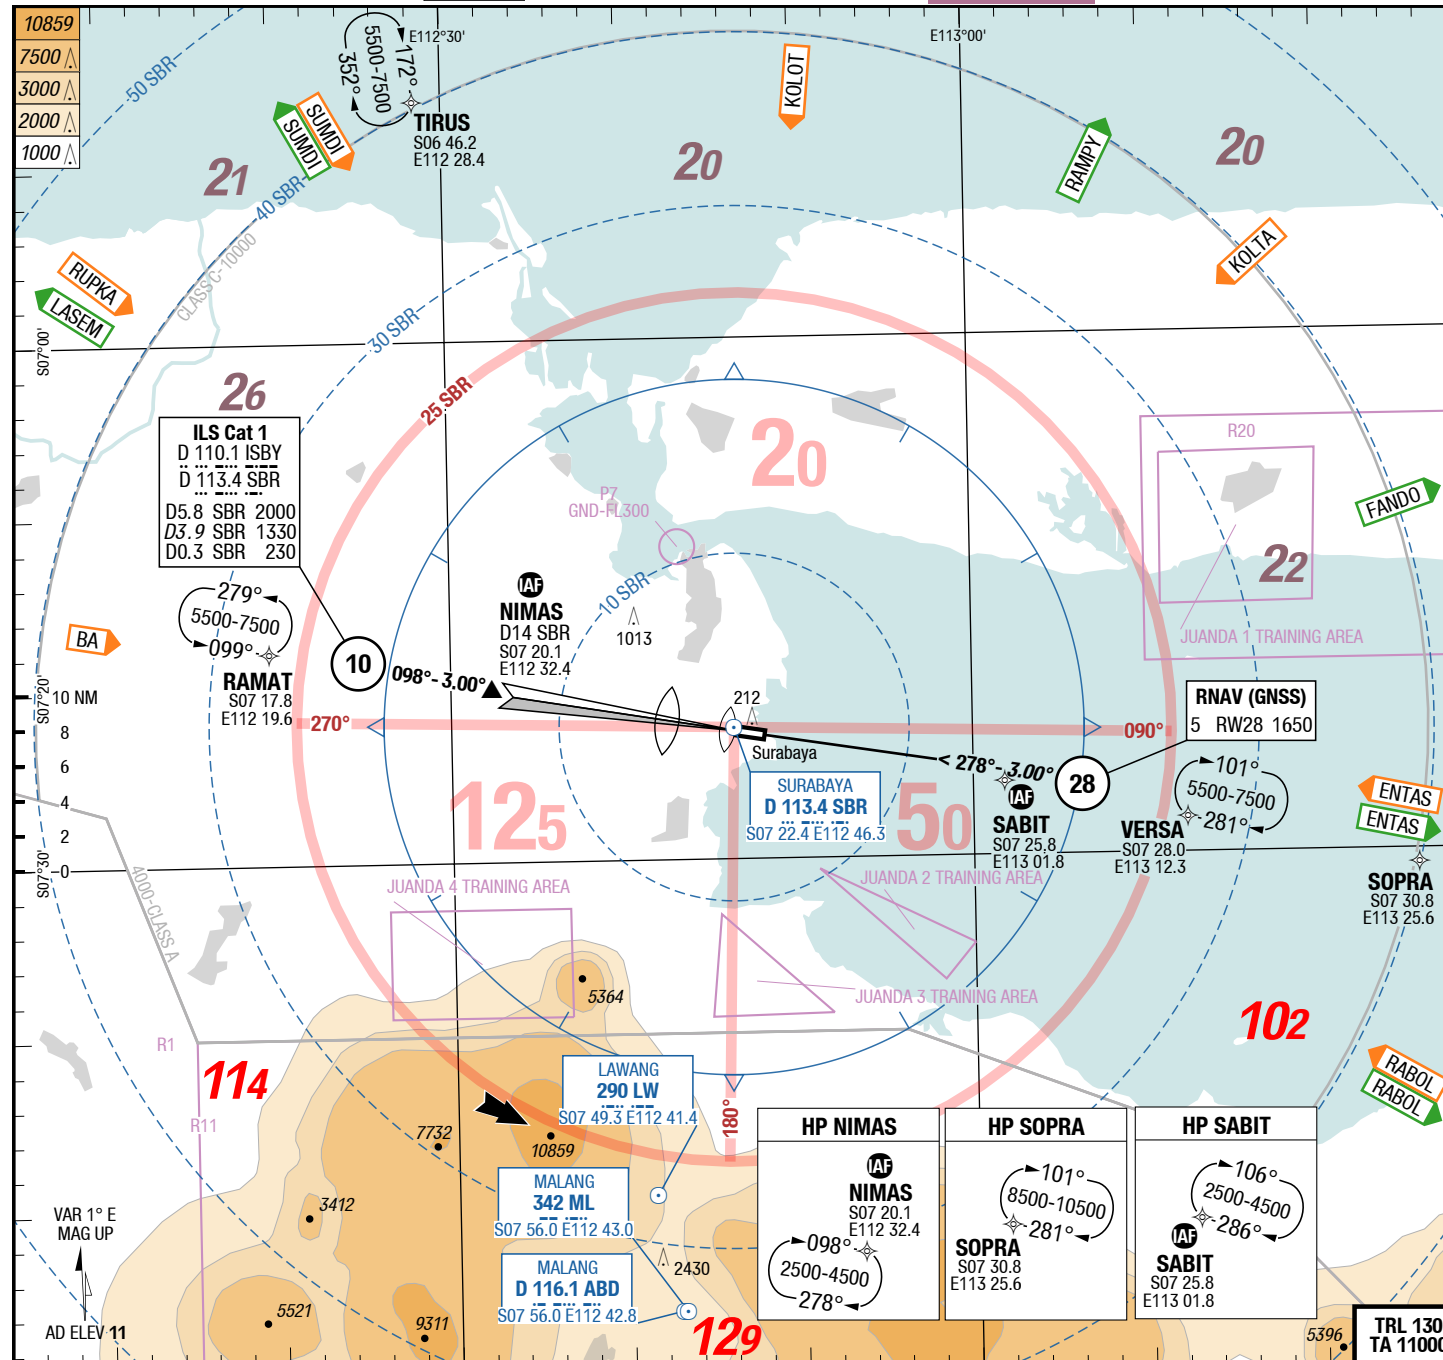 10859
7500
3000
2000
1000
50 SBR
5500-7500
172°
352°
E112°30'
E113°00'
TIRUS
S06 46.2
E112 28.4
SUMDI
SUMDI
KOLOT
RAMPY
KOLTA
21
20
20
40 SBR
CLASS C-10000
RUPKA
LASEM
30 SBR
S07°00'
26
25 SBR
20
ILS Cat 1
D 110.1 ISBY
D 113.4 SBR
D5.8 SBR 2000
D3.9 SBR 1330
D0.3 SBR 230
P7
GND-FL300
R20
FANDO
22
JUANDA 1 TRAINING AREA
10 SBR
1013
279°
5500-7500
099°
RAMAT
S07 17.8
E112 19.6
BA
IAF
NIMAS
D14 SBR
S07 20.1
E112 32.4
10
098°- 3.00°
S07°20'
10 NM
8
6
4
2
0
S07°30'
270°
212
Surabaya
090°
RNAV (GNSS)
5 RW28 1650
278°- 3.00°
28
SURABAYA
D 113.4 SBR
S07 22.4 E112 46.3
125
50
IAF
SABIT
S07 25.8
E113 01.8
101°
5500-7500
281°
VERSA
S07 28.0
E113 12.3
ENTAS
ENTAS
SOPRA
S07 30.8
E113 25.6
4000-CLASS A
JUANDA 4 TRAINING AREA
JUANDA 2 TRAINING AREA
JUANDA 3 TRAINING AREA
5364
102
R1
114
R11
LAWANG
290 LW
S07 49.3 E112 41.4
180°
RABOL
RABOL
7732
10859
3412
MALANG
342 ML
S07 56.0 E112 43.0
MALANG
D 116.1 ABD
S07 56.0 E112 42.8
2430
129
VAR 1° E
MAG UP
AD ELEV 11
5521
9311
HP NIMAS
IAF
NIMAS
S07 20.1
E112 32.4
098°
2500-4500
278°
HP SOPRA
101°
8500-10500
281°
SOPRA
S07 30.8
E113 25.6
HP SABIT
106°
2500-4500
286°
IAF
SABIT
S07 25.8
E113 01.8
5396
TRL 130
TA 11000